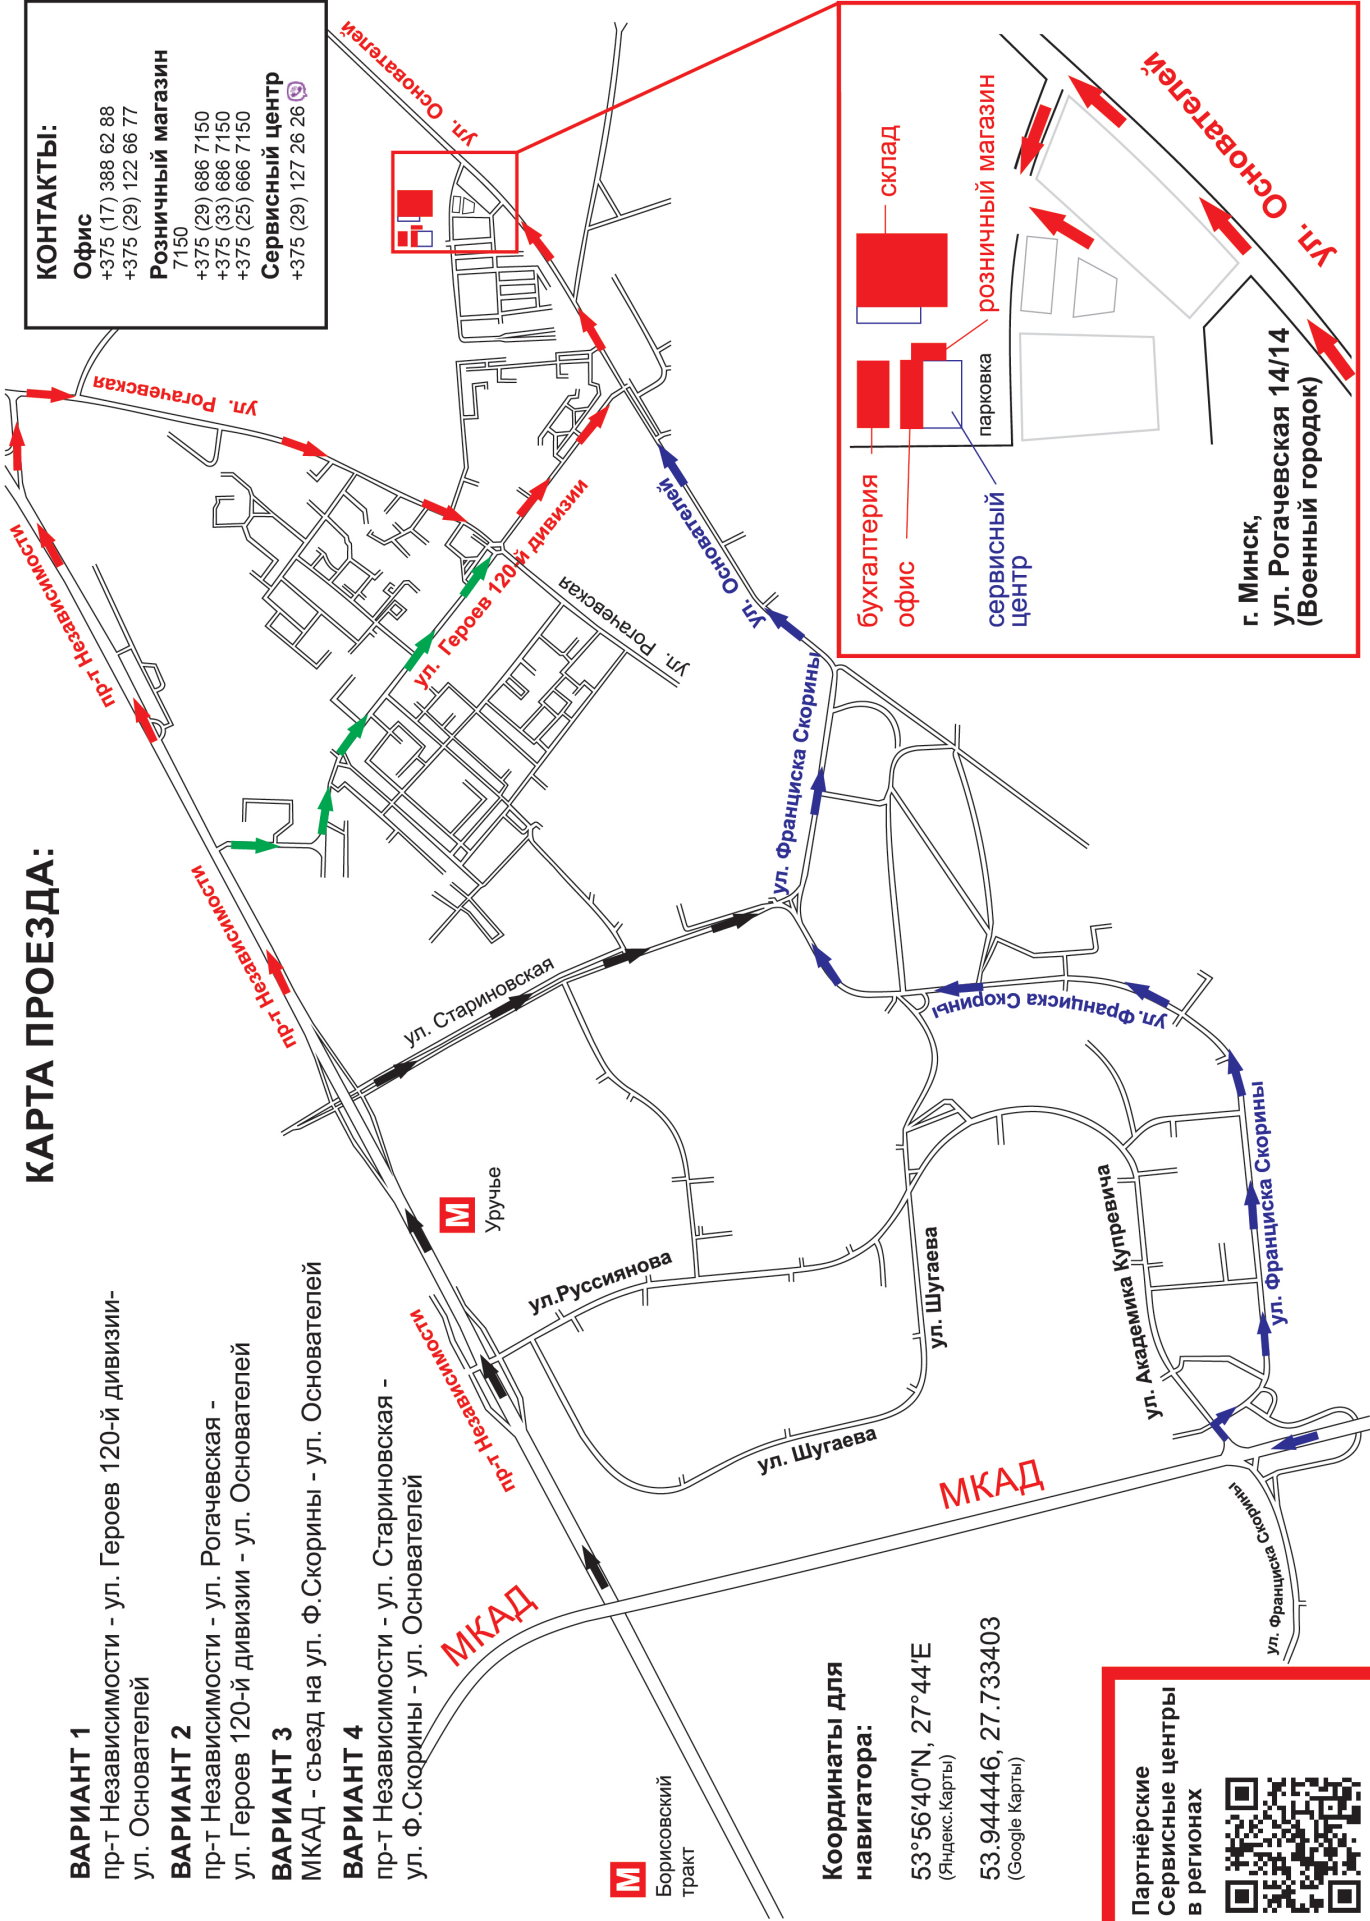 КАРТА ПРОЕЗДА:
ВАРИАНТ 1
пр-т Независимости - ул. Героев 120-й дивизии-
ул. Основателей
ВАРИАНТ 2
пр-т Независимости - ул. Рогачевская -
ул. Героев 120-й дивизии - ул. Основателей
ВАРИАНТ 3
МКАД - съезд на ул. Ф.Скорины - ул. Основателей
ВАРИАНТ 4
пр-т Независимости - ул. Стариновская -
ул. Ф.Скорины - ул. Основателей
КОНТАКТЫ:
Офис
+375 (17) 388 62 88
+375 (29) 122 66 77
Розничный магазин
7150
+375 (29) 686 7150
+375 (33) 686 7150
+375 (25) 666 7150
Сервисный центр
+375 (29) 127 26 26
пр-т Независимости
пр-т Независимости
пр-т Независимости
ул. Рогачевская
ул. Основателей
ул. Героев 120-й дивизии
ул. Рогачевская
ул. Основателей
ул. Стариновская
ул. Франциска Скорины
ул. Франциска Скорины
ул. Франциска Скорины
ул. Франциска Скорины
М
Уручье
ул.Руссиянова
ул. Шугаева
ул. Шугаева
ул. Академика Купревича
МКАД
МКАД
М
Борисовский
тракт
Координаты для
навигатора:
53°56′40″N, 27°44′E
(Яндекс.Карты)
53.944446, 27.733403
(Google Карты)
Партнёрские
Сервисные центры
в регионах
бухгалтерия
офис
сервисный
центр
склад
розничный магазин
парковка
ул. Основателей
г. Минск,
ул. Рогачевская 14/14
(Военный городок)